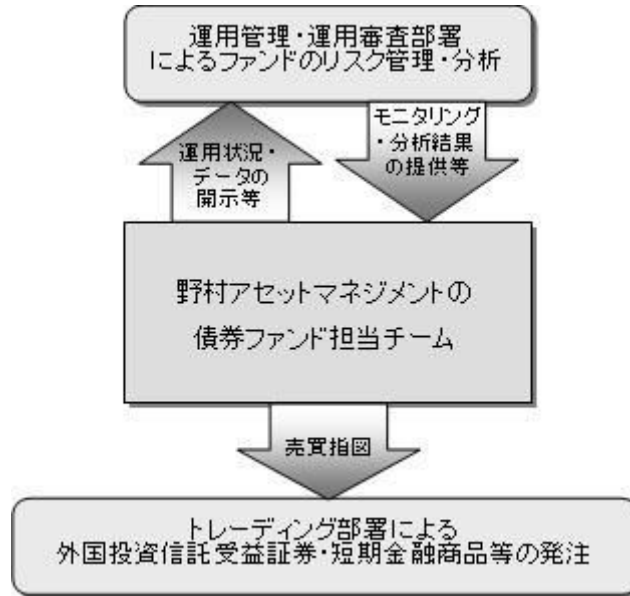 運用管理・運用審査部署
によるファンドのリスク管理・分析
運用状況・
データの
開示等
モニタリング
・分析結果
の提供等
野村アセットマネジメントの
債券ファンド担当チーム
売買指図
トレーディング部署による
外国投資信託受益証券・短期金融商品等の発注